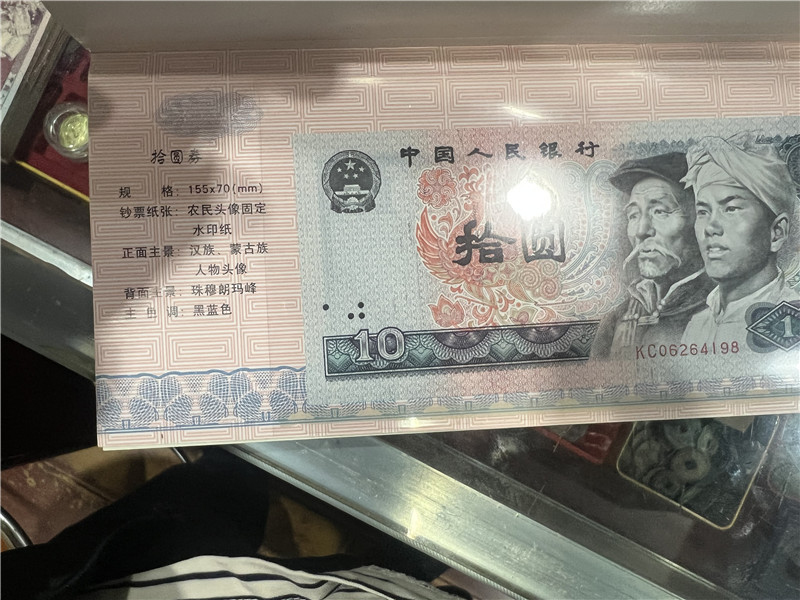 拾圆券
规 格：155x70(mm)
钞票纸张：农民头像固定
水印纸
正面主景：汉族、蒙古族
人物头像
背面主景：珠穆朗玛峰
主色调：黑蓝色
中国人民银行
拾圆
10
KC06264198
1